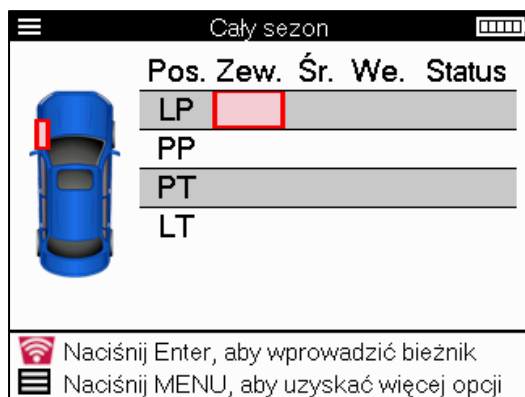 Cały sezon
Pos. Zew. Śr. We. Status
LP
PP
PT
LT
Naciśnij Enter, aby wprowadzić bieżnik
Naciśnij MENU, aby uzyskać więcej opcji